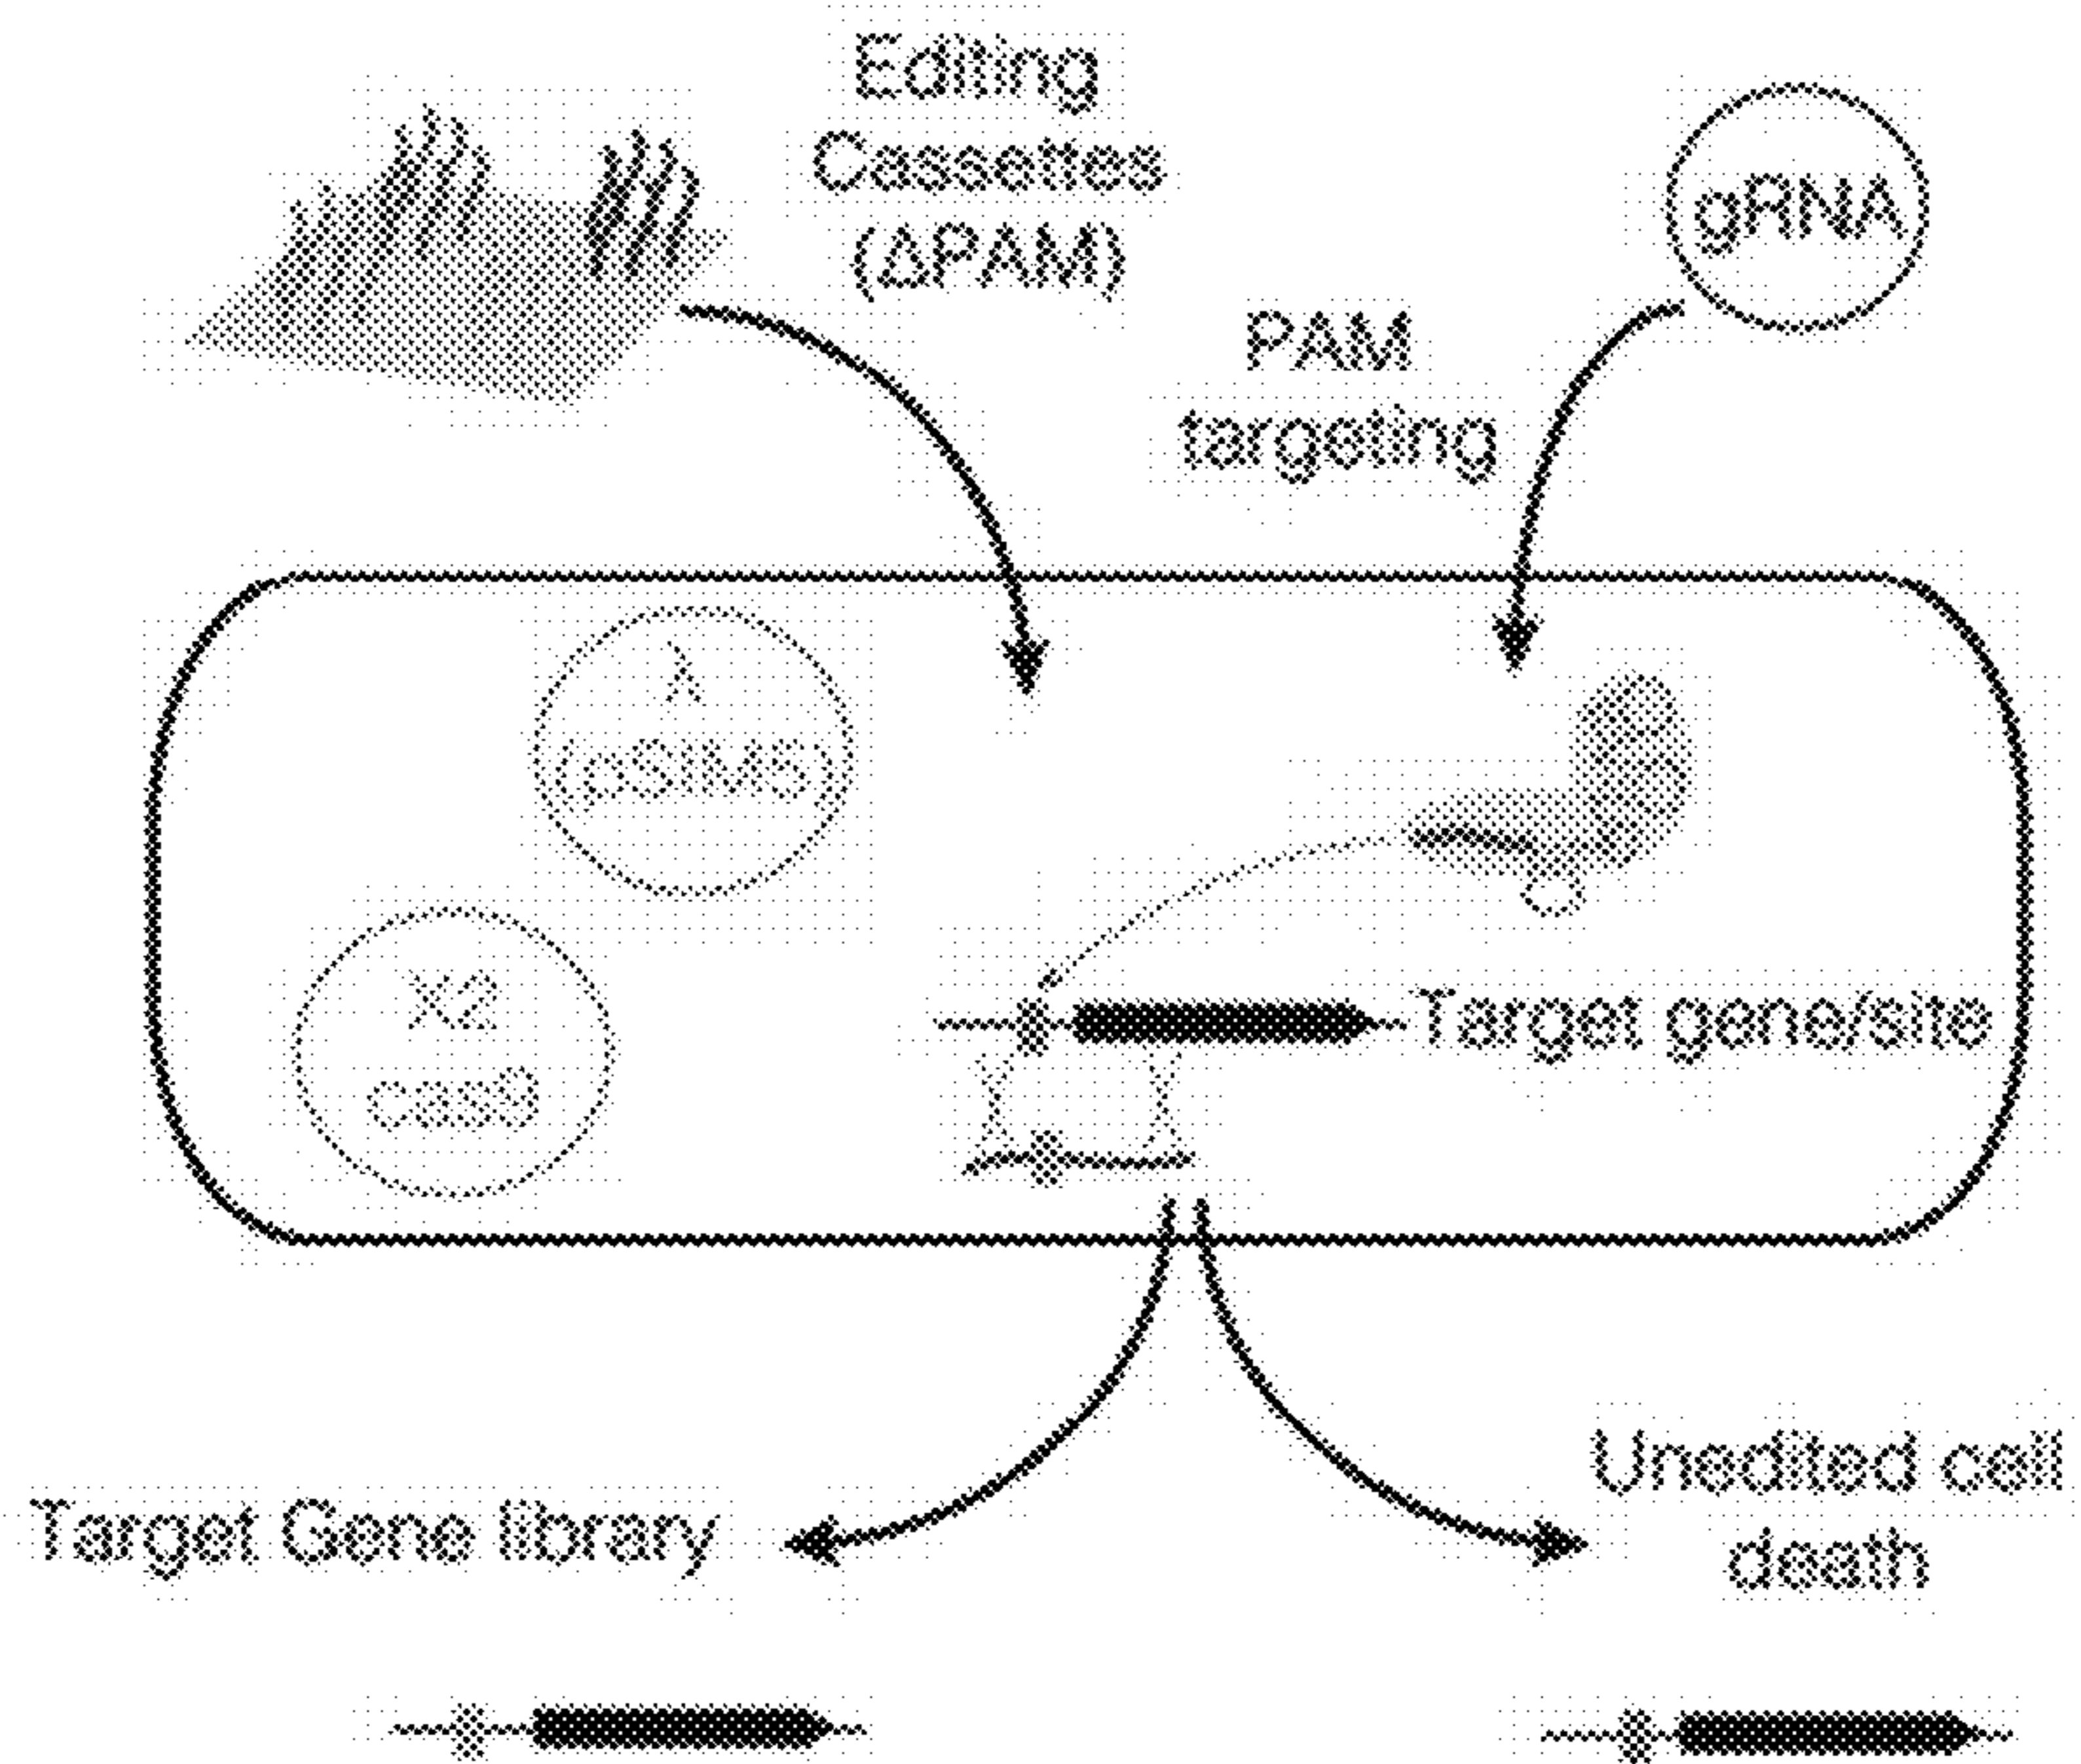 Editing
Cassettes
(ΔPAM)
gRNA
PAM
targeting
λ
(pSIM5)
X2
cas9
Target gene/site
Target Gene library
Unedited cell
death